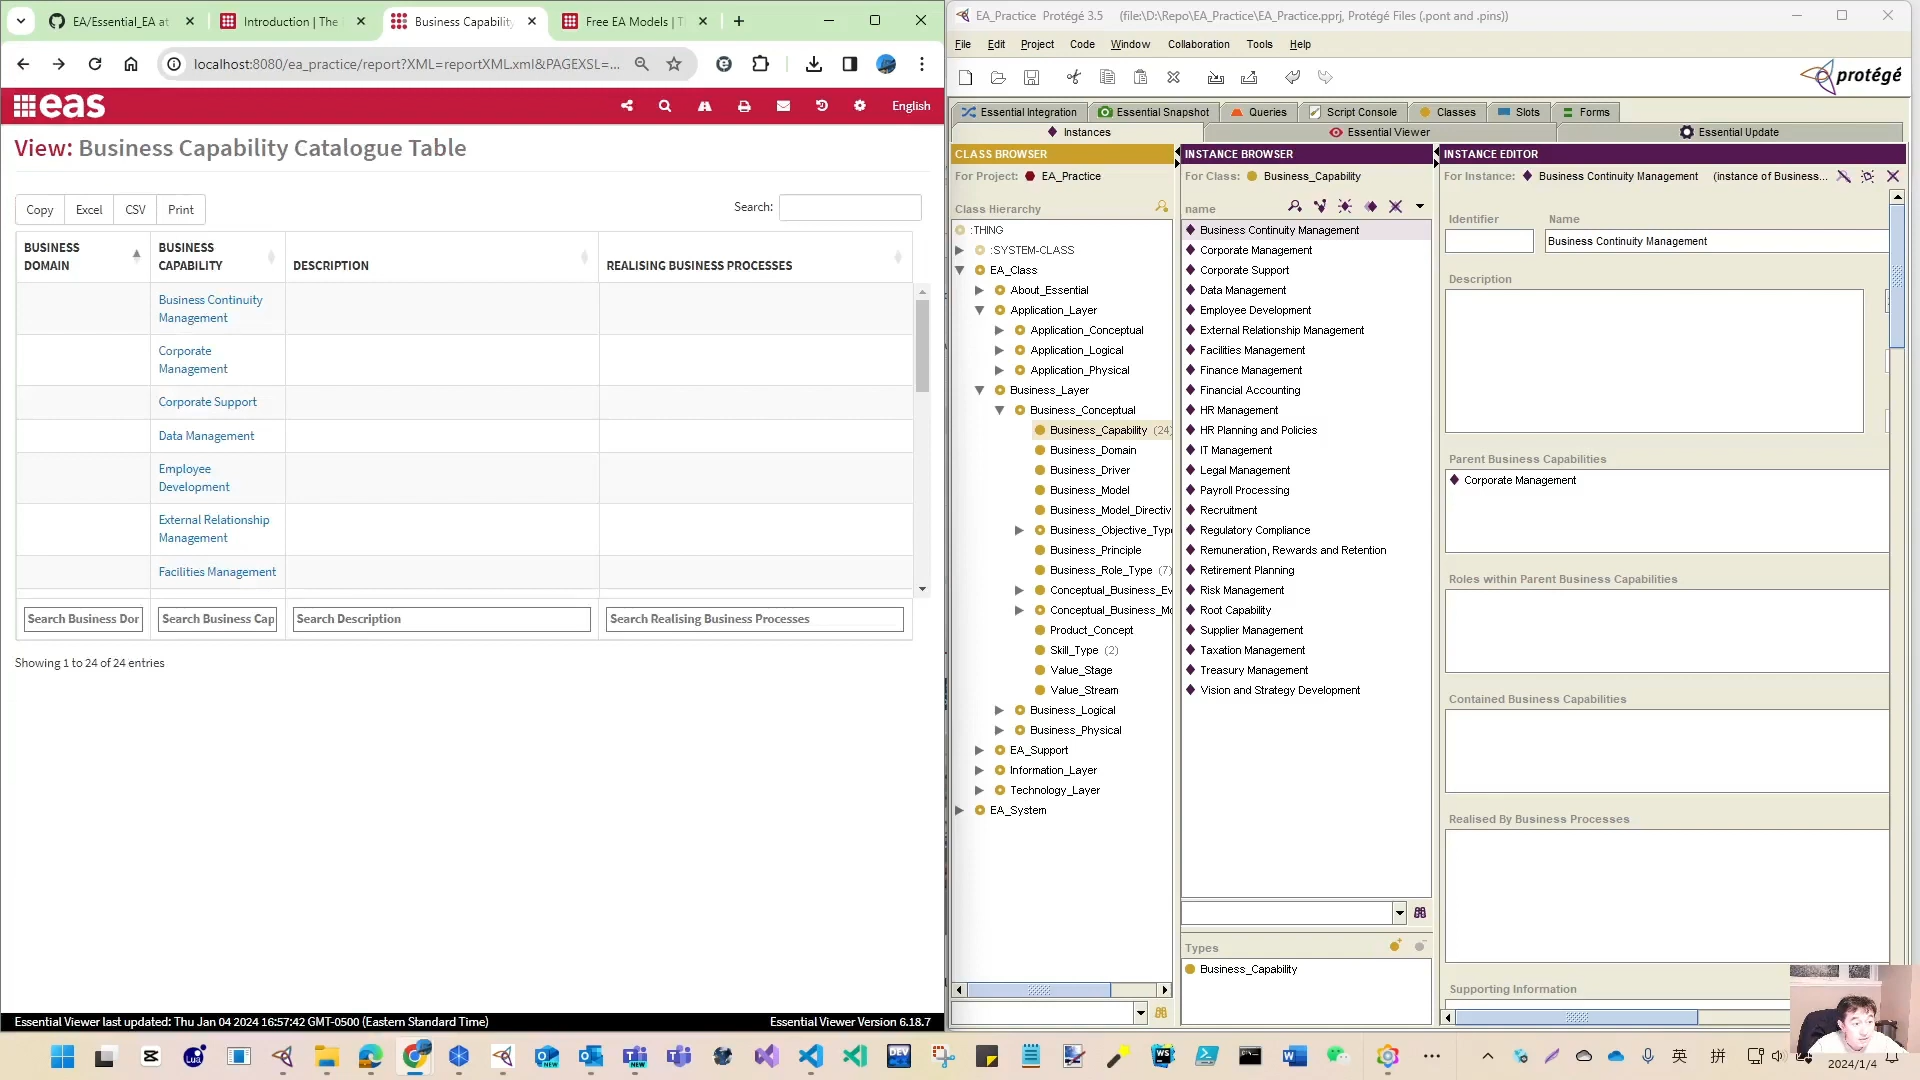 EA/Essential_EA at
Introduction | The
Business Capability
Free EA Models | T
localhost:8080/ea_practice/report?XML=reportXML.xml&PAGEXSL=...
eas
English
View: Business Capability Catalogue Table
Copy
Excel
CSV
Print
Search:
BUSINESS DOMAIN
BUSINESS CAPABILITY
DESCRIPTION
REALISING BUSINESS PROCESSES
Business Continuity
Management
Corporate
Management
Corporate Support
Data Management
Employee
Development
External Relationship
Management
Facilities Management
Search Business Dor
Search Business Cap
Search Description
Search Realising Business Processes
Showing 1 to 24 of 24 entries
Essential Viewer last updated: Thu Jan 04 2024 16:57:42 GMT-0500 (Eastern Standard Time)
Essential Viewer Version 6.18.7
EA_Practice Protégé 3.5 (file:\D:\Repo\EA_Practice\EA_Practice.pprj, Protégé Files (.pont and .pins))
File
Edit
Project
Code
Window
Collaboration
Tools
Help
protégé
Essential Integration
Essential Snapshot
Queries
Script Console
Classes
Slots
Forms
Instances
Essential Viewer
Essential Update
CLASS BROWSER
For Project:
EA_Practice
Class Hierarchy
:THING
:SYSTEM-CLASS
EA_Class
About_Essential
Application_Layer
Application_Conceptual
Application_Logical
Application_Physical
Business_Layer
Business_Conceptual
Business_Capability (24)
Business_Domain
Business_Driver
Business_Model
Business_Model_Directiv
Business_Objective_Type
Business_Principle
Business_Role_Type (7)
Conceptual_Business_Ev
Conceptual_Business_Mo
Product_Concept
Skill_Type (2)
Value_Stage
Value_Stream
Business_Logical
Business_Physical
EA_Support
Information_Layer
Technology_Layer
EA_System
INSTANCE BROWSER
For Class:
Business_Capability
name
Business Continuity Management
Corporate Management
Corporate Support
Data Management
Employee Development
External Relationship Management
Facilities Management
Finance Management
Financial Accounting
HR Management
HR Planning and Policies
IT Management
Legal Management
Payroll Processing
Recruitment
Regulatory Compliance
Remuneration, Rewards and Retention
Retirement Planning
Risk Management
Root Capability
Supplier Management
Taxation Management
Treasury Management
Vision and Strategy Development
Types
Business_Capability
INSTANCE EDITOR
For Instance:
Business Continuity Management (instance of Business...
Identifier
Name
Business Continuity Management
Description
Parent Business Capabilities
Corporate Management
Roles within Parent Business Capabilities
Contained Business Capabilities
Realised By Business Processes
Supporting Information
英
拼
2024/1/4